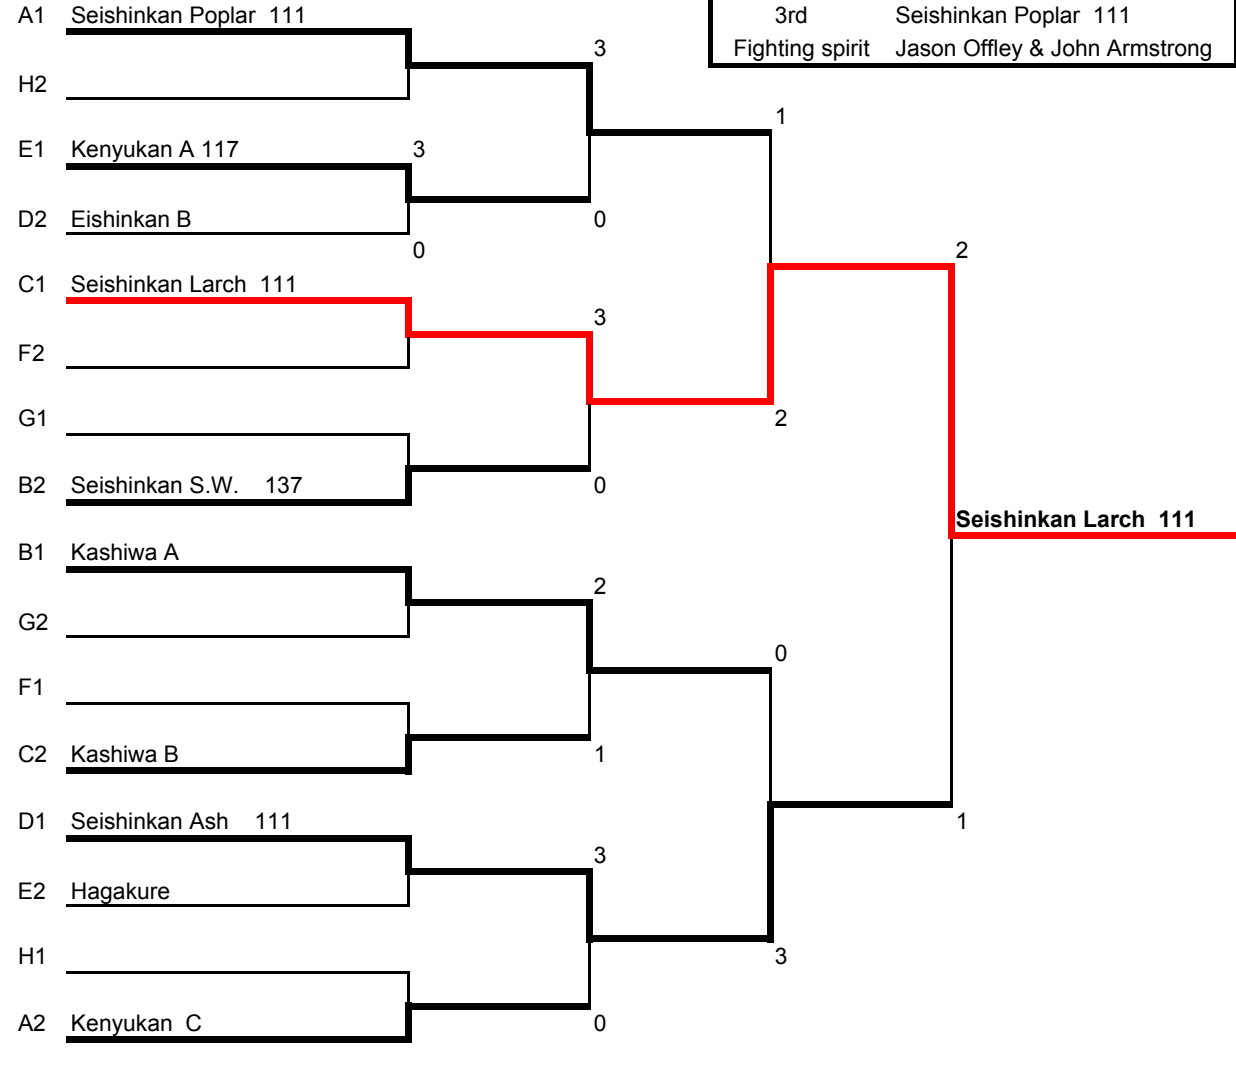 A1 Seishinkan Poplar 111
3rd Seishinkan Poplar 111
3
Fighting spirit Jason Offley & John Armstrong
H2
1
E1 Kenyukan A 117 3
D2 Eishinkan B 0
0 2
C1 Seishinkan Larch 111
3
F2
G1 2
B2 Seishinkan S.W. 137 0
Seishinkan Larch 111
B1 Kashiwa A
2
G2
0
F1
C2 Kashiwa B 1
D1 Seishinkan Ash 111 1
3
E2 Hagakure
H1 3
A2 Kenyukan C 0